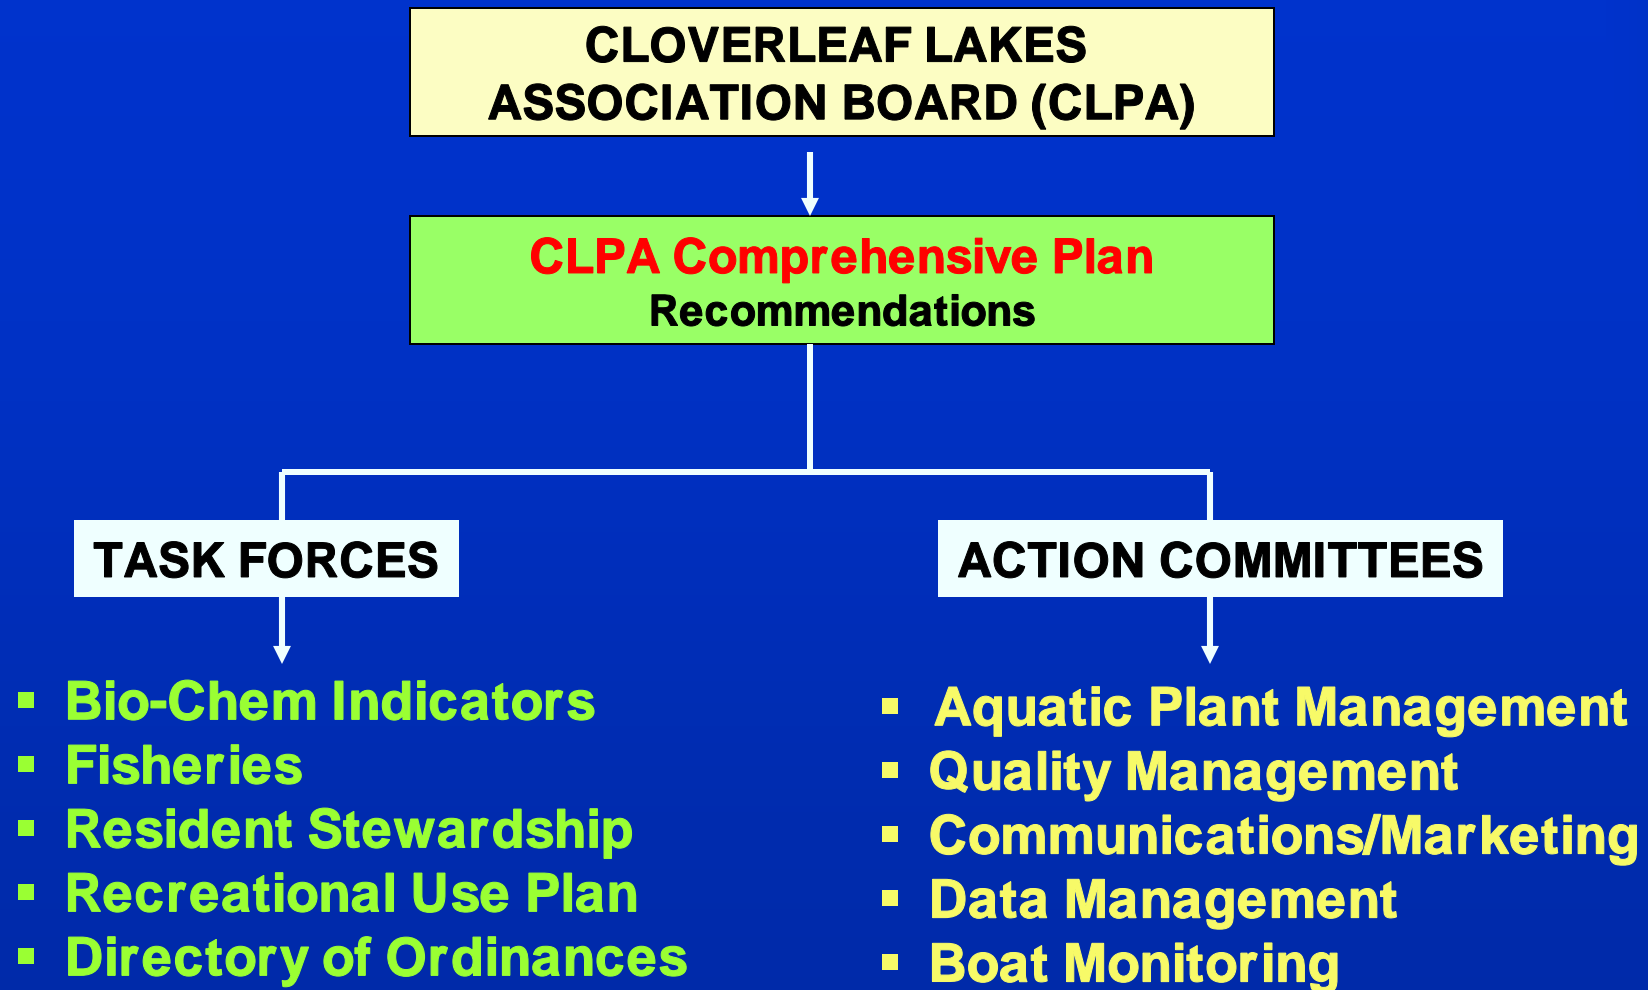 CLOVERLEAF LAKES
ASSOCIATION BOARD (CLPA)
CLPA Comprehensive Plan
Recommendations
TASK FORCES
▪ Bio-Chem Indicators
▪ Fisheries
▪ Resident Stewardship
▪ Recreational Use Plan
▪ Directory of Ordinances
ACTION COMMITTEES
▪ Aquatic Plant Management
▪ Quality Management
▪ Communications/Marketing
▪ Data Management
▪ Boat Monitoring